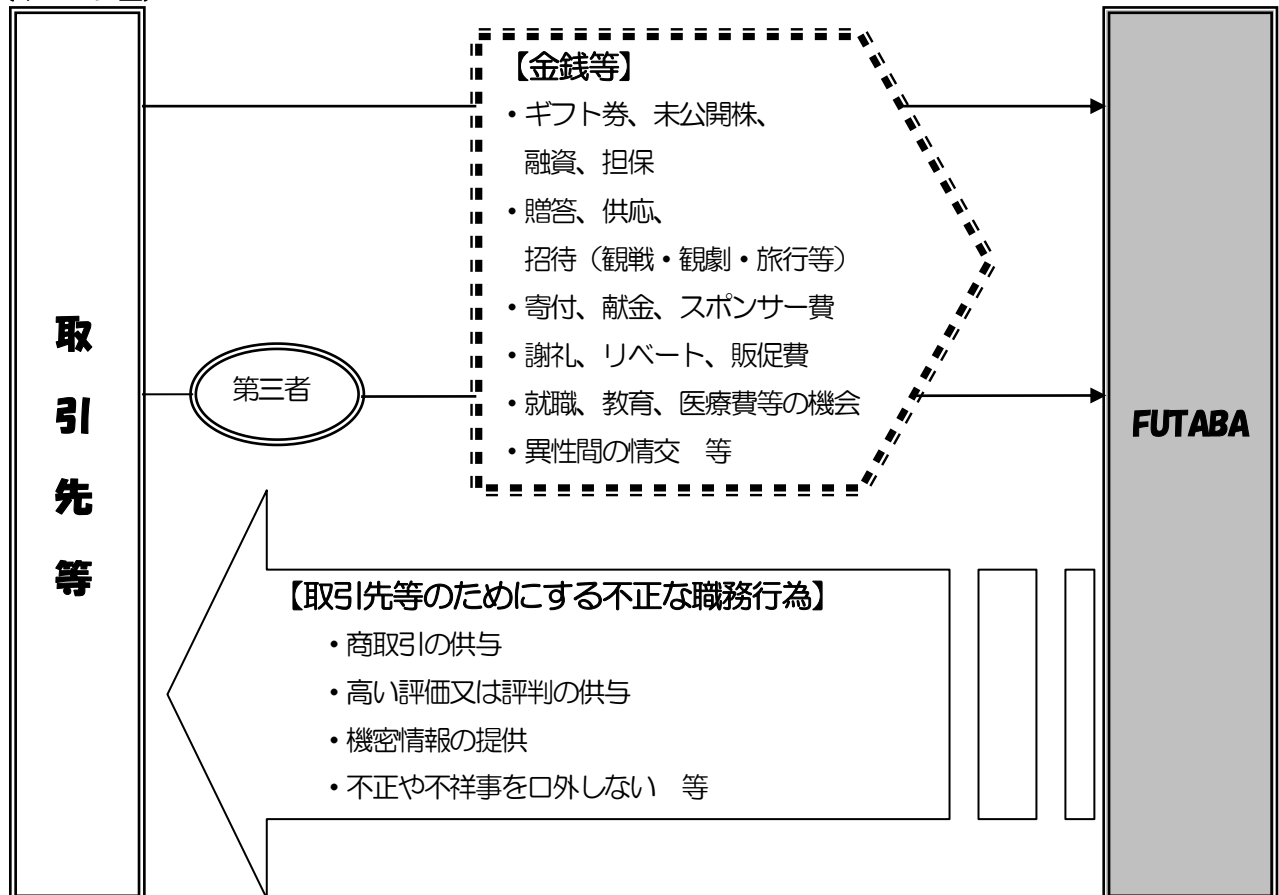 取引先等
【金銭等】
・ギフト券、未公開株、
融資、担保
・贈答、供応、
招待（観戦・観劇・旅行等）
・寄付、献金、スポンサー費
・謝礼、リベート、販促費
・就職、教育、医療費等の機会
・異性間の情交　等
第三者
FUTABA
【取引先等のためにする不正な職務行為】
・商取引の供与
・高い評価又は評判の供与
・機密情報の提供
・不正や不祥事を口外しない　等